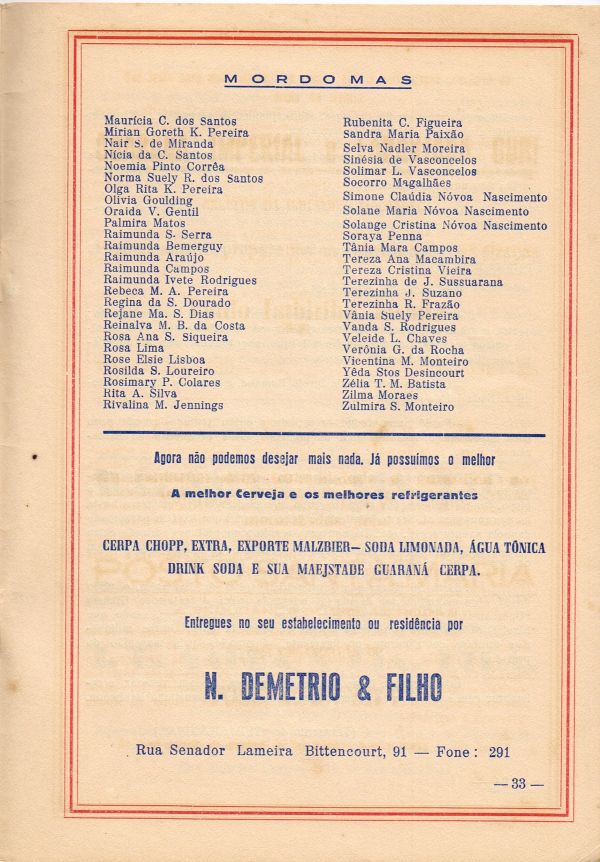 MORDOMAS
Maurícia C. dos Santos
Mirian Goreth K. Pereira
Nair S. de Miranda
Nícia da C. Santos
Noemia Pinto Corrêa
Norma Suely R. dos Santos
Olga Rita K. Pereira
Olivia Goulding
Oraida V. Gentil
Palmira Matos
Raimunda S. Serra
Raimunda Bemerguy
Raimunda Araújo
Raimunda Campos
Raimunda Ivete Rodrigues
Rebeca M. A. Pereira
Regina da S. Dourado
Rejane Ma. S. Dias
Reinalva M. B. da Costa
Rosa Ana S. Siqueira
Rosa Lima
Rose Elsie Lisboa
Rosilda S. Loureiro
Rosimary P. Colares
Rita A. Silva
Rivalina M. Jennings
Rubenita C. Figueira
Sandra Maria Paixão
Selva Nadler Moreira
Sinésia de Vasconcelos
Solimar L. Vasconcelos
Socorro Magalhães
Simone Claúdia Nóvoa Nascimento
Solane Maria Nóvoa Nascimento
Solange Cristina Nóvoa Nascimento
Soraya Penna
Tânia Mara Campos
Tereza Ana Macambira
Tereza Cristina Vieira
Terezinha de J. Sussuarana
Terezinha J. Suzano
Terezinha R. Frazão
Vânia Suely Pereira
Vanda S. Rodrigues
Veleide L. Chaves
Verônia G. da Rocha
Vicentina M. Monteiro
Yêda Stos Desincourt
Zélia T. M. Batista
Zilma Moraes
Zulmira S. Monteiro
Agora não podemos desejar mais nada. Já possuímos o melhor
A melhor Cerveja e os melhores refrigerantes
CERPA CHOPP, EXTRA, EXPORTE MALZBIER— SODA LIMONADA, ÁGUA TÔNICA
DRINK SODA E SUA MAEJSTADE GUARANÁ CERPA.
Entregues no seu estabelecimento ou residência por
N. DEMETRIO & FILHO
Rua Senador Lameira Bittencourt, 91 — Fone: 291
— 33 —